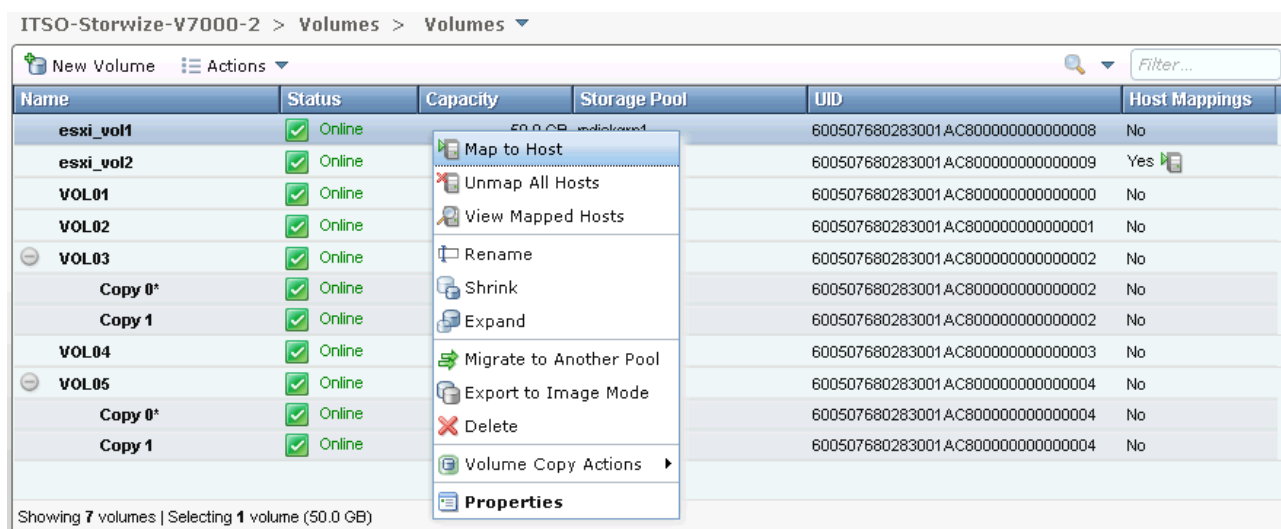 ITSO-Storwize-V7000-2 > Volumes > Volumes
New Volume Actions Filter...
Name Status Capacity Storage Pool UID Host Mappings
esxi_vol1 Online 50.0 GB mdiskgrp1 600507680283001AC800000000000008 No
esxi_vol2 Online 600507680283001AC800000000000009 Yes
VOL01 Online 600507680283001AC800000000000000 No
VOL02 Online 600507680283001AC800000000000001 No
VOL03 Online 600507680283001AC800000000000002 No
Copy 0* Online 600507680283001AC800000000000002 No
Copy 1 Online 600507680283001AC800000000000002 No
VOL04 Online 600507680283001AC800000000000003 No
VOL05 Online 600507680283001AC800000000000004 No
Copy 0* Online 600507680283001AC800000000000004 No
Copy 1 Online 600507680283001AC800000000000004 No
Map to Host
Unmap All Hosts
View Mapped Hosts
Rename
Shrink
Expand
Migrate to Another Pool
Export to Image Mode
Delete
Volume Copy Actions
Properties
Showing 7 volumes | Selecting 1 volume (50.0 GB)